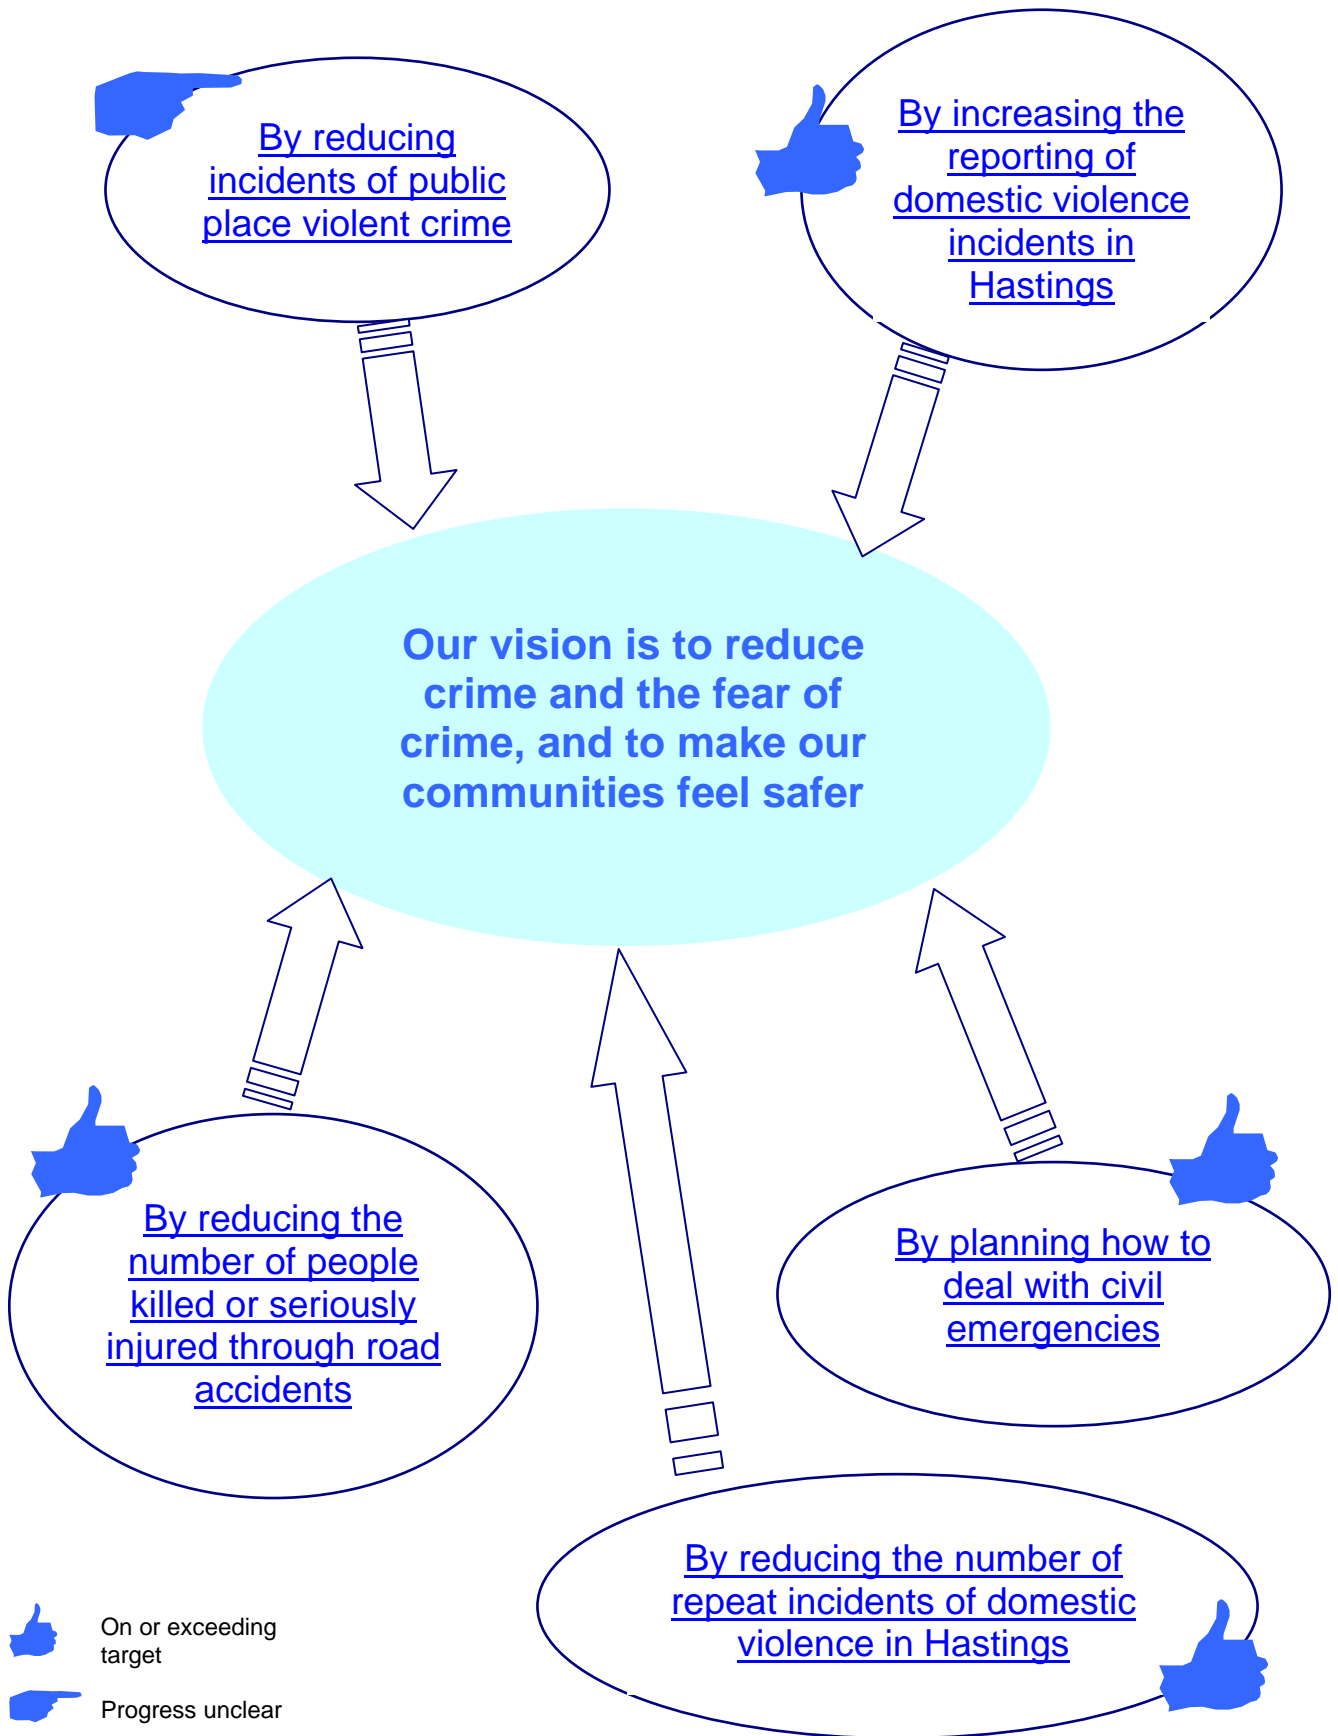 By reducing
incidents of public
place violent crime
By increasing the
reporting of
domestic violence
incidents in
Hastings
Our vision is to reduce
crime and the fear of
crime, and to make our
communities feel safer
By reducing the
number of people
killed or seriously
injured through road
accidents
By planning how to
deal with civil
emergencies
By reducing the number of
repeat incidents of domestic
violence in Hastings
On or exceeding
target
Progress unclear